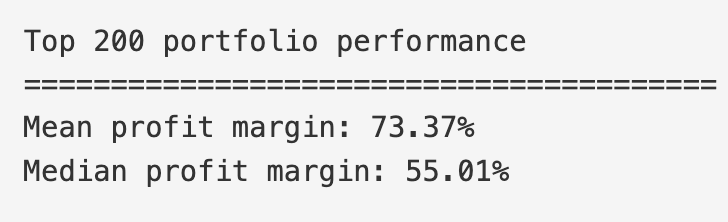 Top 200 portfolio performance
========================================
Mean profit margin: 73.37%
Median profit margin: 55.01%